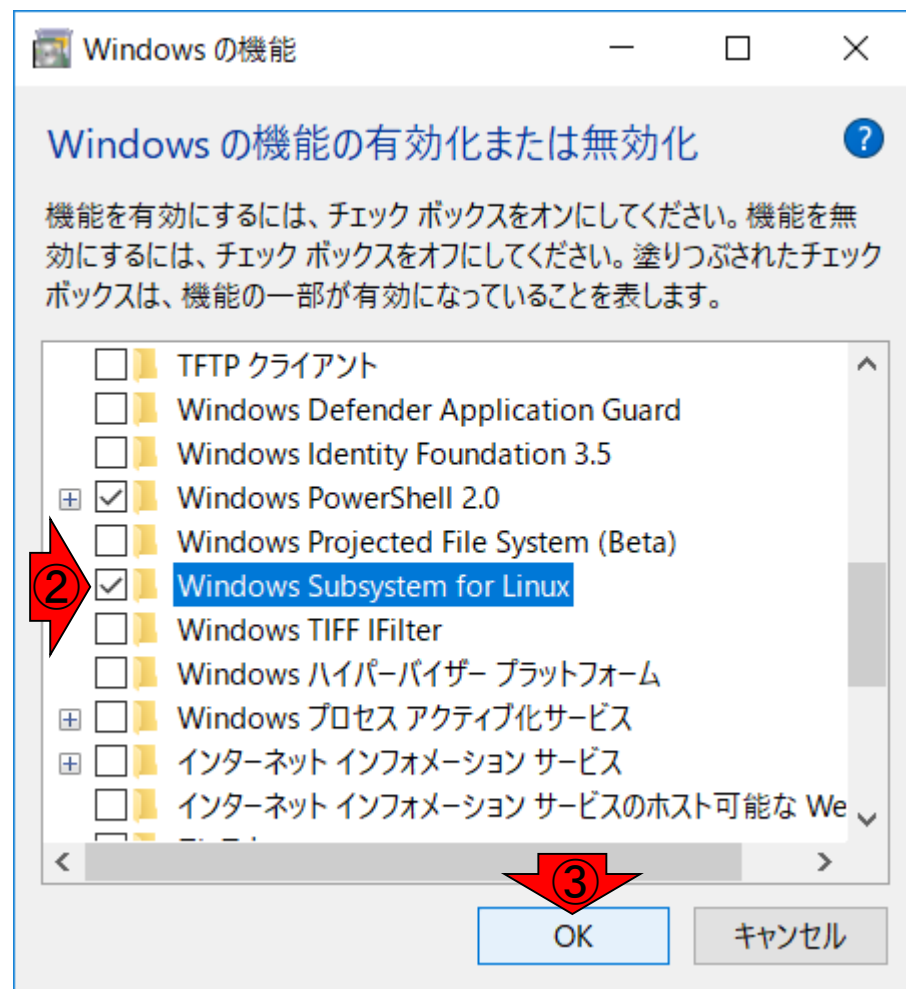 Windows の機能
Windows の機能の有効化または無効化
?
機能を有効にするには、チェック ボックスをオンにしてください。機能を無
効にするには、チェック ボックスをオフにしてください。塗りつぶされたチェック
ボックスは、機能の一部が有効になっていることを表します。
TFTP クライアント
Windows Defender Application Guard
Windows Identity Foundation 3.5
Windows PowerShell 2.0
Windows Projected File System (Beta)
② Windows Subsystem for Linux
Windows TIFF IFilter
Windows ハイパーバイザー プラットフォーム
Windows プロセス アクティブ化サービス
インターネット インフォメーション サービス
インターネット インフォメーション サービスのホスト可能な We
③
OK キャンセル